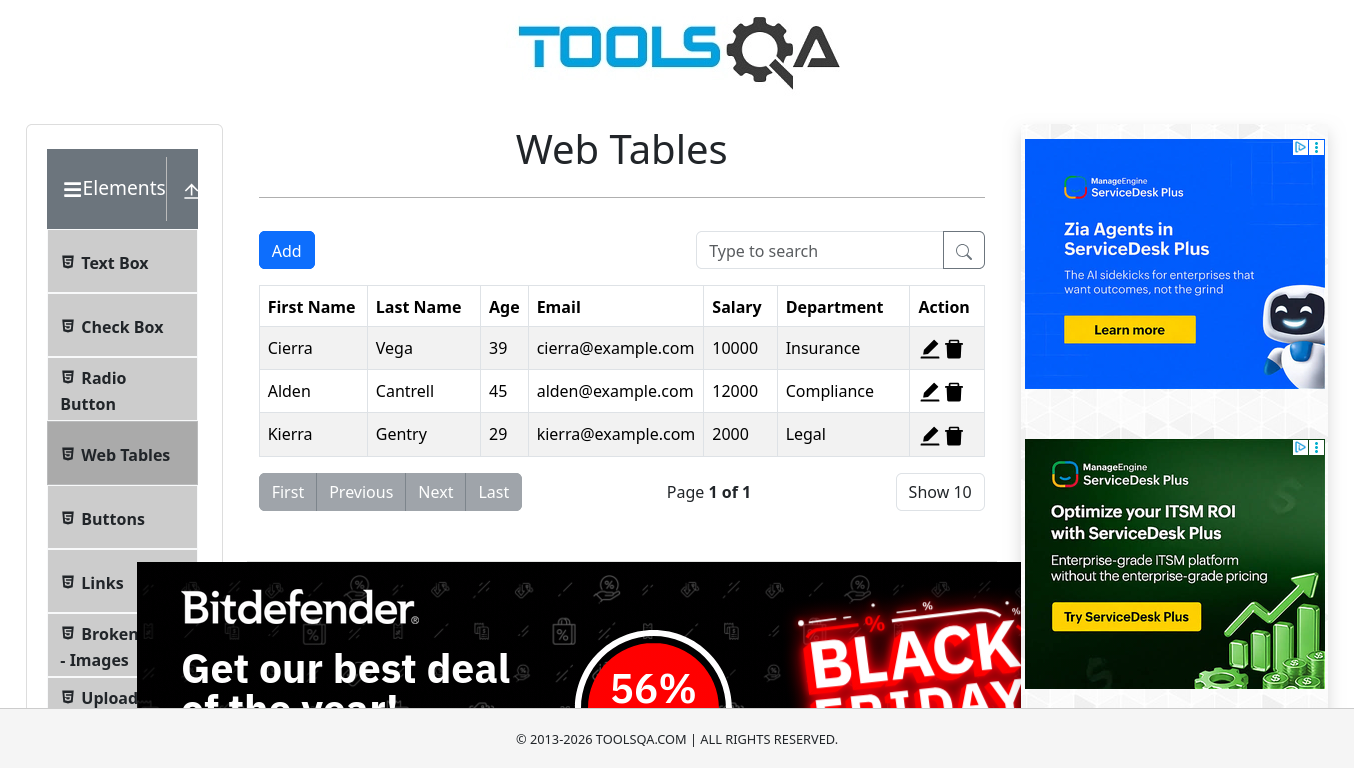 TOOLSQA
Web Tables
Elements
Text Box
Check Box
Radio
Button
Web Tables
Buttons
Links
Broken
- Images
Upload
Add
Type to search
First Name Last Name Age Email Salary Department Action
Cierra Vega 39 cierra@example.com 10000 Insurance
Alden Cantrell 45 alden@example.com 12000 Compliance
Kierra Gentry 29 kierra@example.com 2000 Legal
First Previous Next Last Page 1 of 1 Show 10
ManageEngine
ServiceDesk Plus
Zia Agents in
ServiceDesk Plus
The AI sidekicks for enterprises that
want outcomes, not the grind
Learn more
ManageEngine
ServiceDesk Plus
Optimize your ITSM ROI
with ServiceDesk Plus
Enterprise-grade ITSM platform
without the enterprise-grade pricing
Try ServiceDesk Plus
Bitdefender®
Get our best deal
of the year!
56%
BLACK
FRIDAY
© 2013-2026 TOOLSQA.COM | ALL RIGHTS RESERVED.